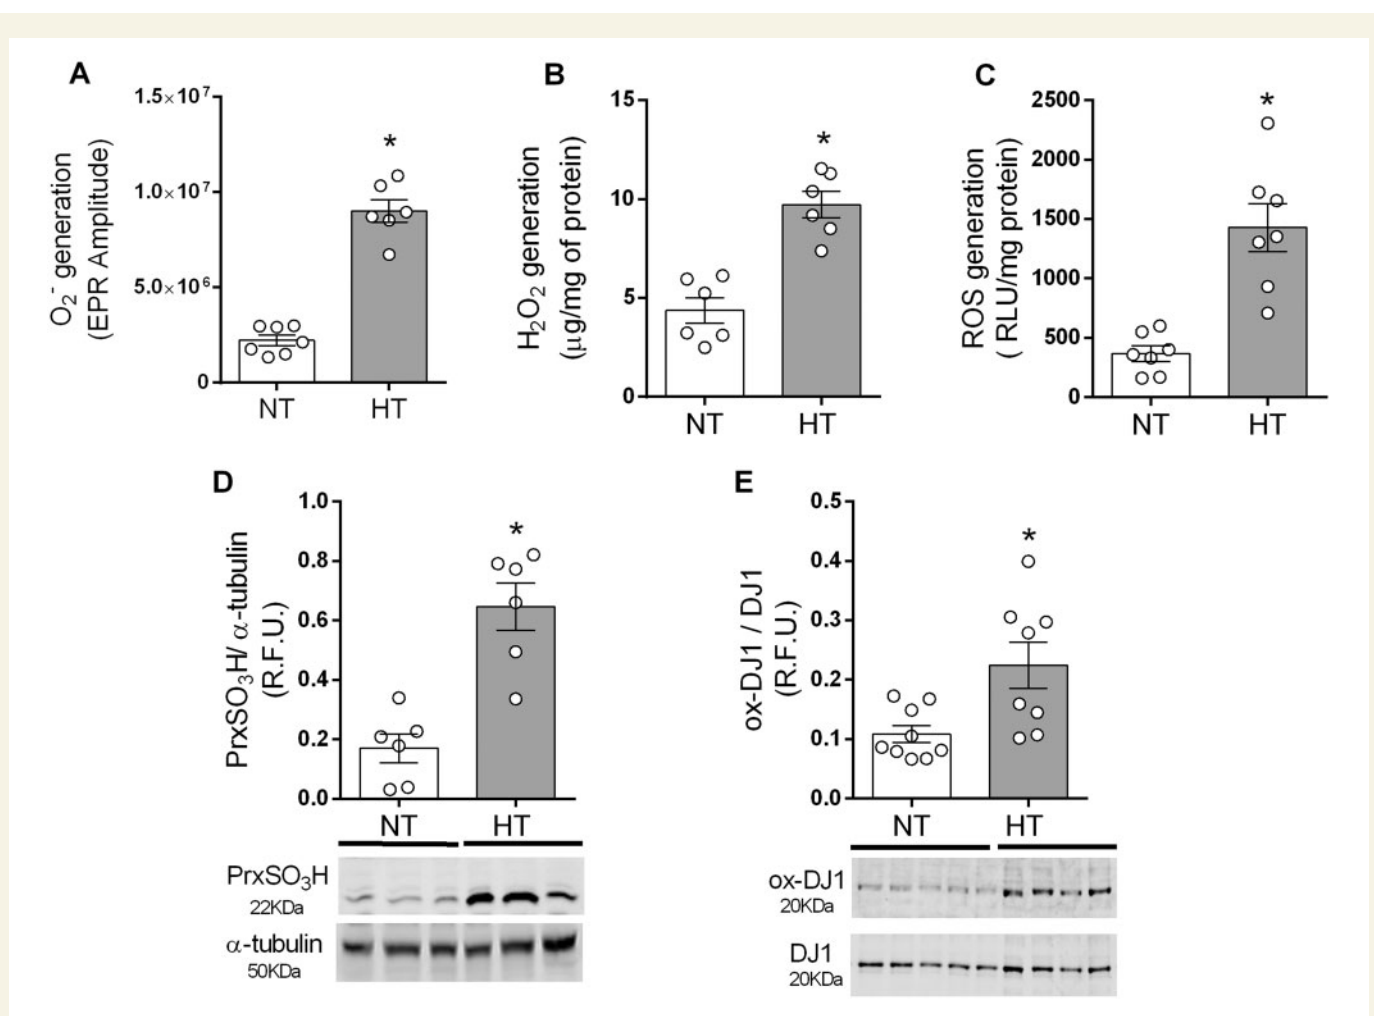 A
O₂⁻ generation
(EPR Amplitude)
1.5×10⁷
1.0×10⁷
5.0×10⁶
0
*
NT HT
B
H₂O₂ generation
(μg/mg of protein)
15
10
5
0
*
NT HT
C
ROS generation
( RLU/mg protein)
2500
2000
1500
1000
500
0
*
NT HT
D
PrxSO₃H/ α-tubulin
(R.F.U.)
1.0
0.8
0.6
0.4
0.2
0.0
*
NT HT
PrxSO₃H
22KDa
α-tubulin
50KDa
E
ox-DJ1 / DJ1
(R.F.U.)
0.5
0.4
0.3
0.2
0.1
0.0
*
NT HT
ox-DJ1
20KDa
DJ1
20KDa